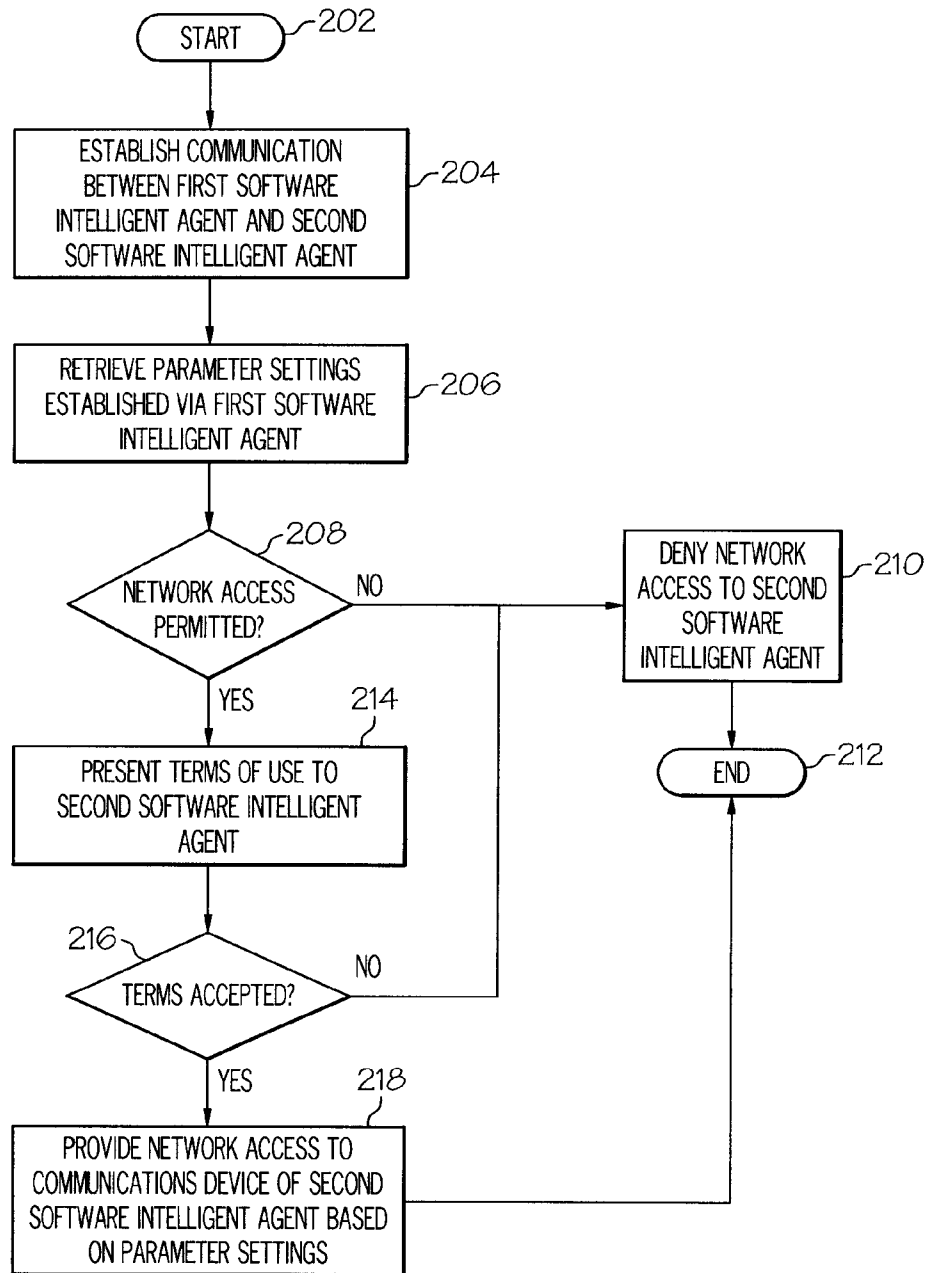 START
202
ESTABLISH COMMUNICATION
BETWEEN FIRST SOFTWARE
INTELLIGENT AGENT AND SECOND
SOFTWARE INTELLIGENT AGENT
204
RETRIEVE PARAMETER SETTINGS
ESTABLISHED VIA FIRST SOFTWARE
INTELLIGENT AGENT
206
208
NETWORK ACCESS
PERMITTED?
NO
YES
DENY NETWORK
ACCESS TO SECOND
SOFTWARE
INTELLIGENT AGENT
210
END
212
214
PRESENT TERMS OF USE TO
SECOND SOFTWARE INTELLIGENT
AGENT
216
TERMS ACCEPTED?
NO
YES
218
PROVIDE NETWORK ACCESS TO
COMMUNICATIONS DEVICE OF SECOND
SOFTWARE INTELLIGENT AGENT BASED
ON PARAMETER SETTINGS